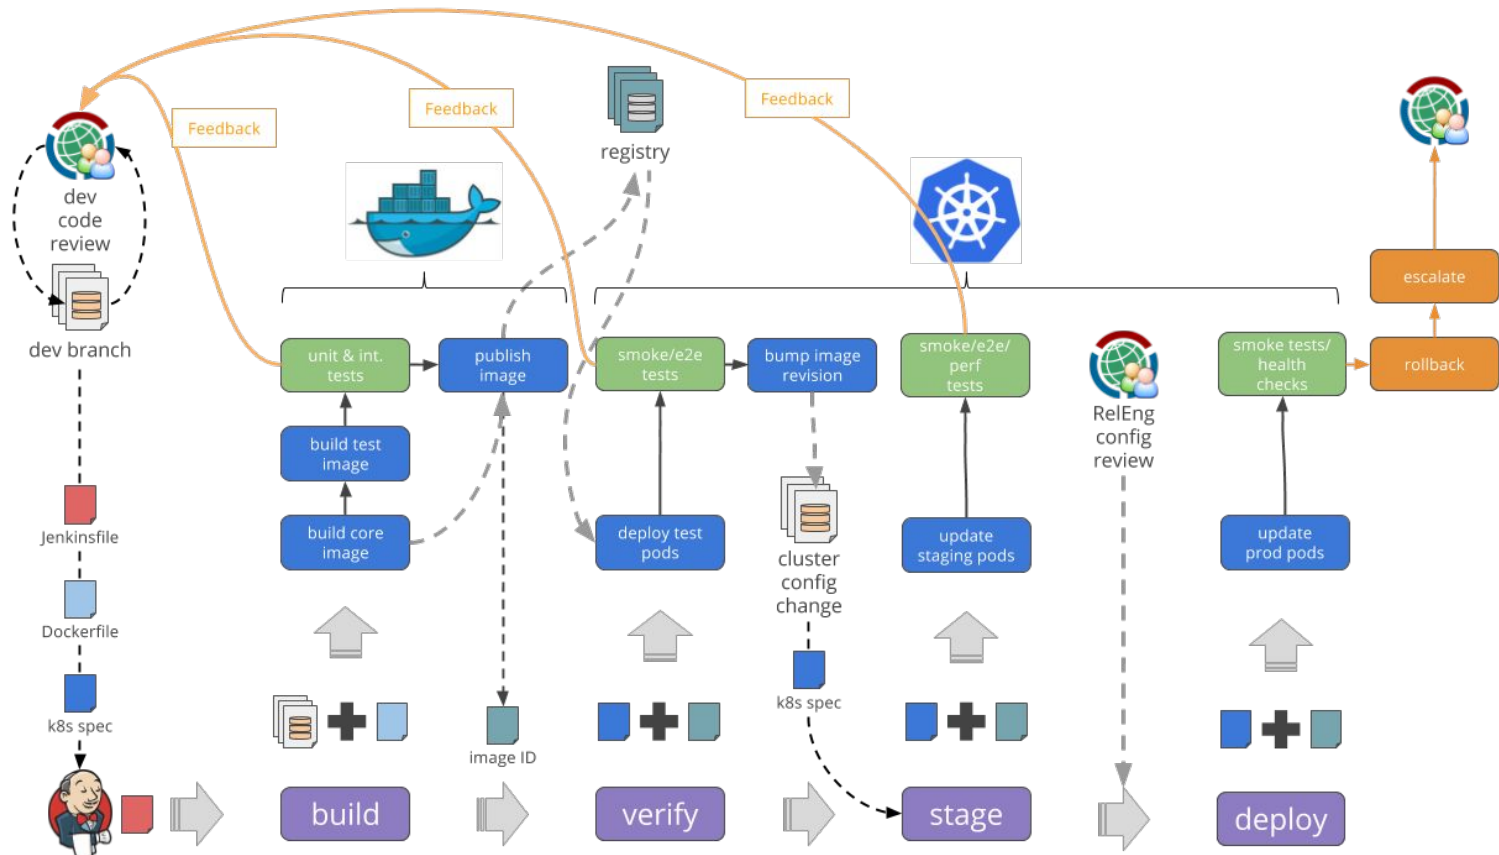 Feedback
Feedback
Feedback
registry
dev
code
review
dev branch
Jenkinsfile
Dockerfile
k8s spec
unit & int.
tests
publish
image
build test
image
build core
image
image ID
smoke/e2e
tests
bump image
revision
deploy test
pods
cluster
config
change
k8s spec
smoke/e2e/
perf
tests
update
staging pods
RelEng
config
review
smoke tests/
health
checks
update
prod pods
escalate
rollback
build
verify
stage
deploy